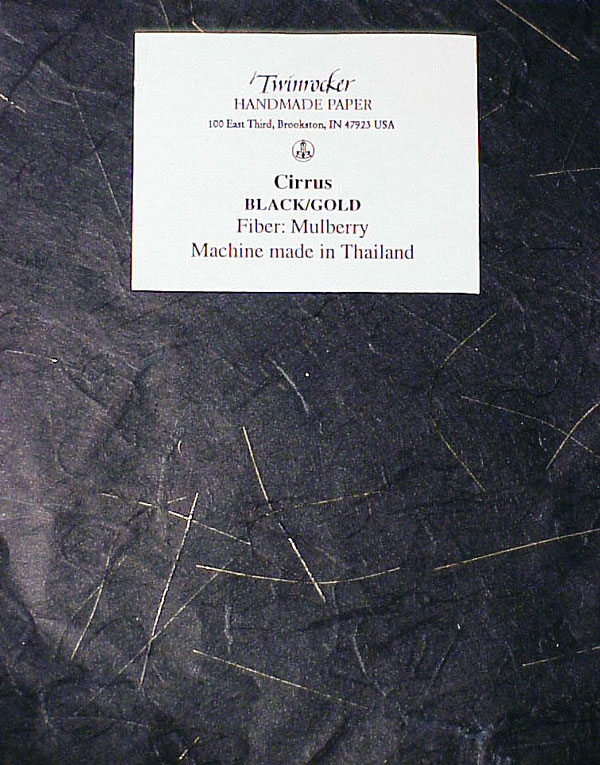 Twinrocker
HANDMADE PAPER
100 East Third, Brookston, IN 47923 USA
Cirrus
BLACK/GOLD
Fiber: Mulberry
Machine made in Thailand